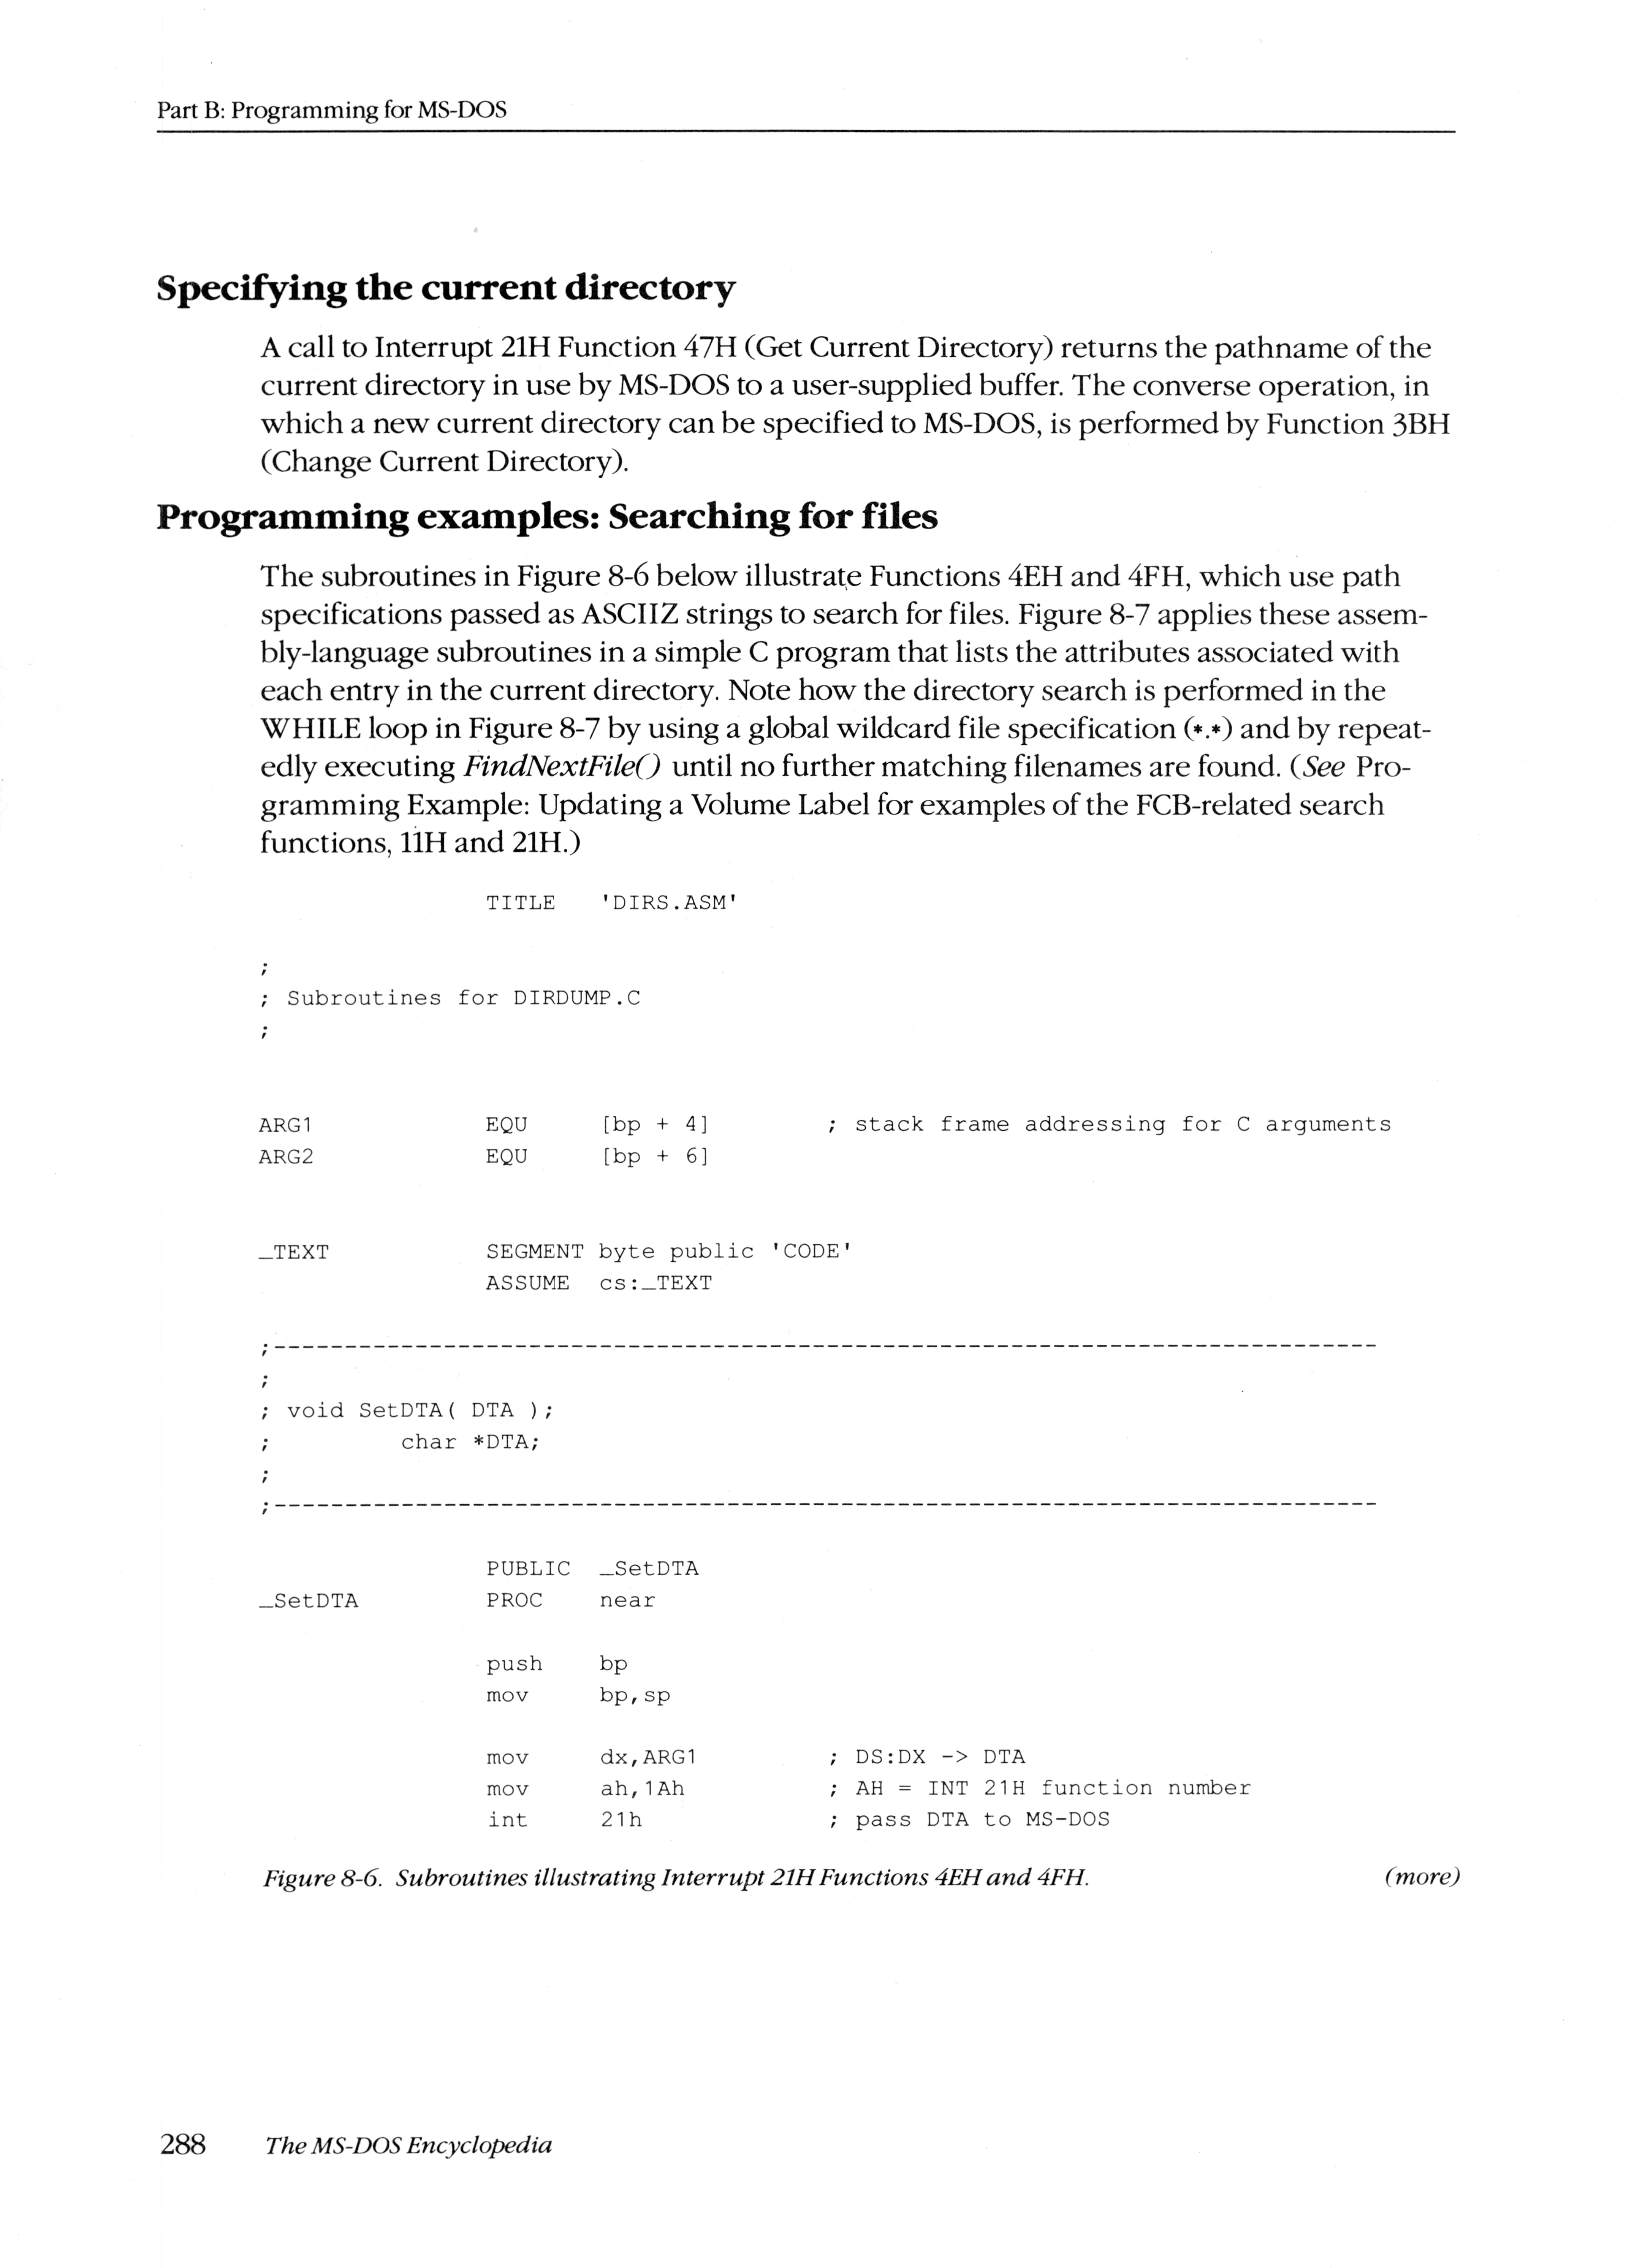 Part B: Programming for MS-DOS
Specifying the current directory
A call to Interrupt 21H Function 47H (Get Current Directory) returns the pathname of the
current directory in use by MS-DOS to a user-supplied buffer. The converse operation, in
which a new current directory can be specified to MS-DOS, is performed by Function 3BH
(Change Current Directory).
Programming examples: Searching for files
The subroutines in Figure 8-6 below illustrate Functions 4EH and 4FH, which use path
specifications passed as ASCIIZ strings to search for files. Figure 8-7 applies these assem-
bly-language subroutines in a simple C program that lists the attributes associated with
each entry in the current directory. Note how the directory search is performed in the
WHILE loop in Figure 8-7 by using a global wildcard file specification (*.*) and by repeat-
edly executing FindNextFile() until no further matching filenames are found. (See Pro-
gramming Example: Updating a Volume Label for examples of the FCB-related search
functions, 11H and 21H.)
TITLE   'DIRS.ASM'
;
; Subroutines for DIRDUMP.C
;
ARG1            EQU     [bp + 4]        ; stack frame addressing for C arguments
ARG2            EQU     [bp + 6]
_TEXT           SEGMENT byte public 'CODE'
ASSUME  cs:_TEXT
;------------------------------------------------------------------------------
;
; void SetDTA( DTA );
;         char *DTA;
;
;------------------------------------------------------------------------------
PUBLIC  _SetDTA
_SetDTA         PROC    near
push    bp
mov     bp,sp
mov     dx,ARG1         ; DS:DX -> DTA
mov     ah,1Ah          ; AH = INT 21H function number
int     21h             ; pass DTA to MS-DOS
Figure 8-6. Subroutines illustrating Interrupt 21H Functions 4EH and 4FH. (more)
288 The MS-DOS Encyclopedia